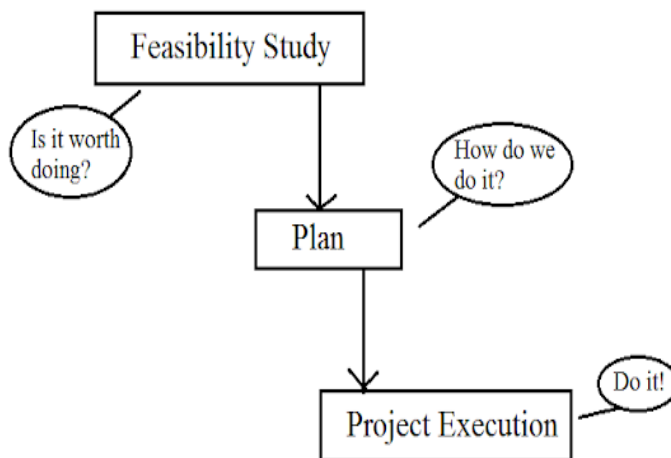 Feasibility Study
Is it worth
doing?
How do we
do it?
Plan
Do it!
Project Execution